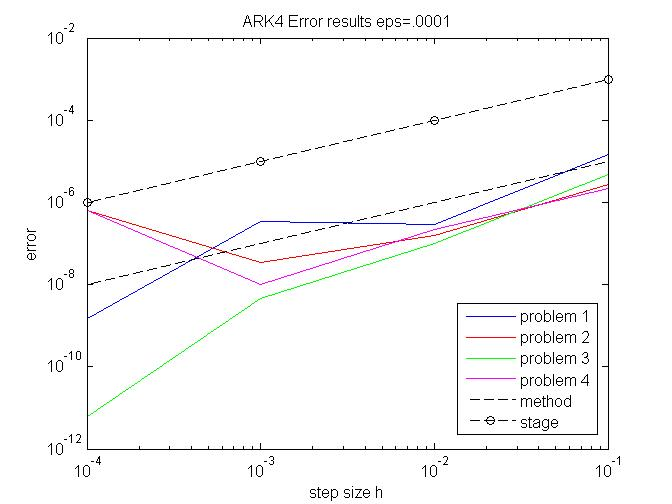 ARK4 Error results eps=.0001
10^-2
10^-4
10^-6
10^-8
10^-10
10^-12
error
10^-4 10^-3 10^-2 10^-1
step size h
problem 1
problem 2
problem 3
problem 4
method
stage